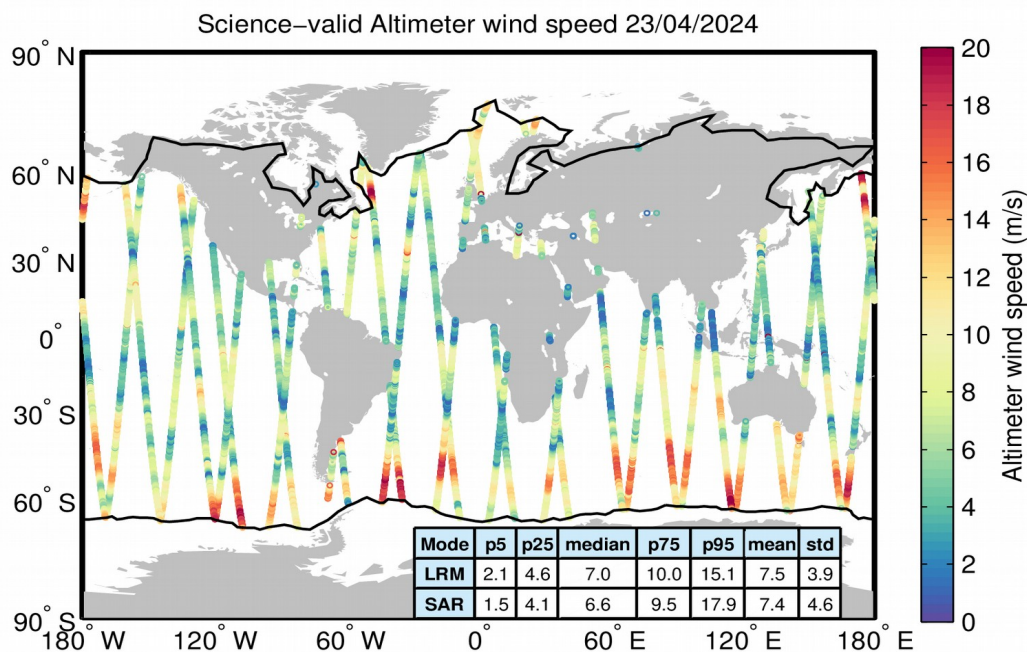 Science−valid Altimeter wind speed 23/04/2024
90° N
60° N
30° N
0°
30° S
60° S
90° S
180° W
120° W
60° W
0°
60° E
120° E
180° E
20
18
16
14
12
10
8
6
4
2
0
Altimeter wind speed (m/s)
Mode p5 p25 median p75 p95 mean std
LRM 2.1 4.6 7.0 10.0 15.1 7.5 3.9
SAR 1.5 4.1 6.6 9.5 17.9 7.4 4.6